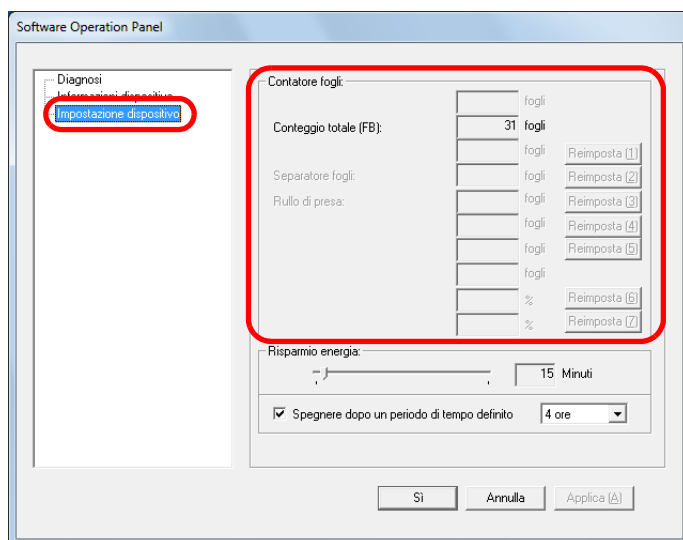 Software Operation Panel
Diagnosi
Informazioni dispositivo
Impostazione dispositivo
Contatore fogli:
fogli
Conteggio totale (FB): 31 fogli
fogli Reimposta (1)
Separatore fogli: fogli Reimposta (2)
Rullo di presa: fogli Reimposta (3)
fogli Reimposta (4)
fogli Reimposta (5)
fogli
% Reimposta (6)
% Reimposta (7)
Risparmio energia:
15 Minuti
Spegnere dopo un periodo di tempo definito 4 ore
Sì Annulla Applica (A)